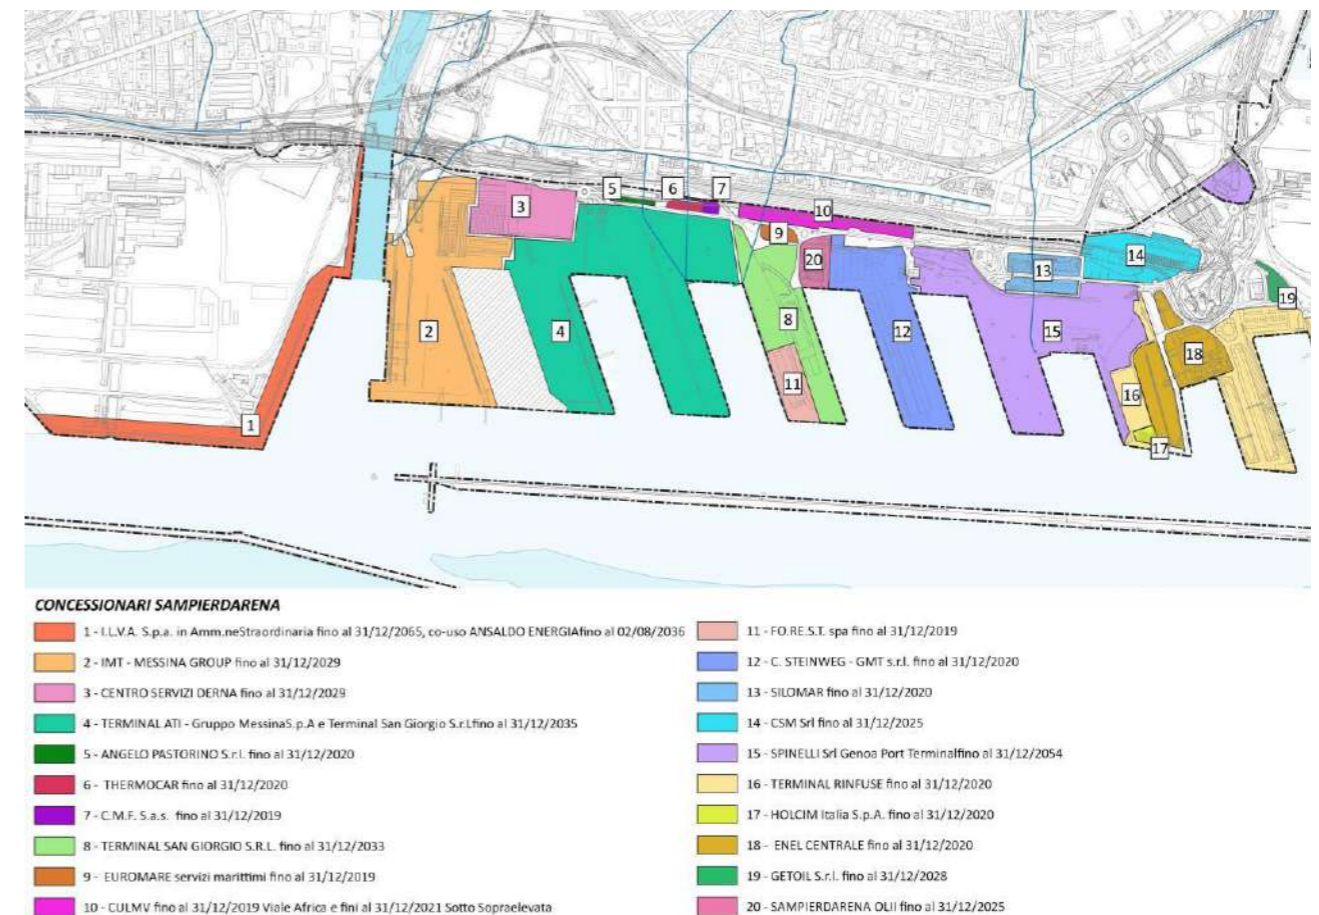 5
6
7
3
10
9
20
13
14
19
2
4
8
12
15
18
11
16
1
17
CONCESSIONARI SAMPIERDARENA
1 - I.L.V.A. S.p.a. in Amm.neStraordinaria fino al 31/12/2065, co-uso ANSALDO ENERGIAfino al 02/08/2036
2 - IMT - MESSINA GROUP fino al 31/12/2029
3 - CENTRO SERVIZI DERNA fino al 31/12/2029
4 - TERMINAL ATI - Gruppo MessinaS.p.A e Terminal San Giorgio S.r.Lfino al 31/12/2035
5 - ANGELO PASTORINO S.r.l. fino al 31/12/2020
6 - THERMOCAR fino al 31/12/2020
7 - C.M.F. S.a.s. fino al 31/12/2019
8 - TERMINAL SAN GIORGIO S.R.L. fino al 31/12/2033
9 - EUROMARE servizi marittimi fino al 31/12/2019
10 - CULMV fino al 31/12/2019 Viale Africa e fini al 31/12/2021 Sotto Sopraelevata
11 - FO.RE.S.T. spa fino al 31/12/2019
12 - C. STEINWEG - GMT s.r.l. fino al 31/12/2020
13 - SILOMAR fino al 31/12/2020
14 - CSM Srl fino al 31/12/2025
15 - SPINELLI Srl Genoa Port Terminalfino al 31/12/2054
16 - TERMINAL RINFUSE fino al 31/12/2020
17 - HOLCIM Italia S.p.A. fino al 31/12/2020
18 - ENEL CENTRALE fino al 31/12/2020
19 - GETOIL S.r.l. fino al 31/12/2028
20 - SAMPIERDARENA OLII fino al 31/12/2025